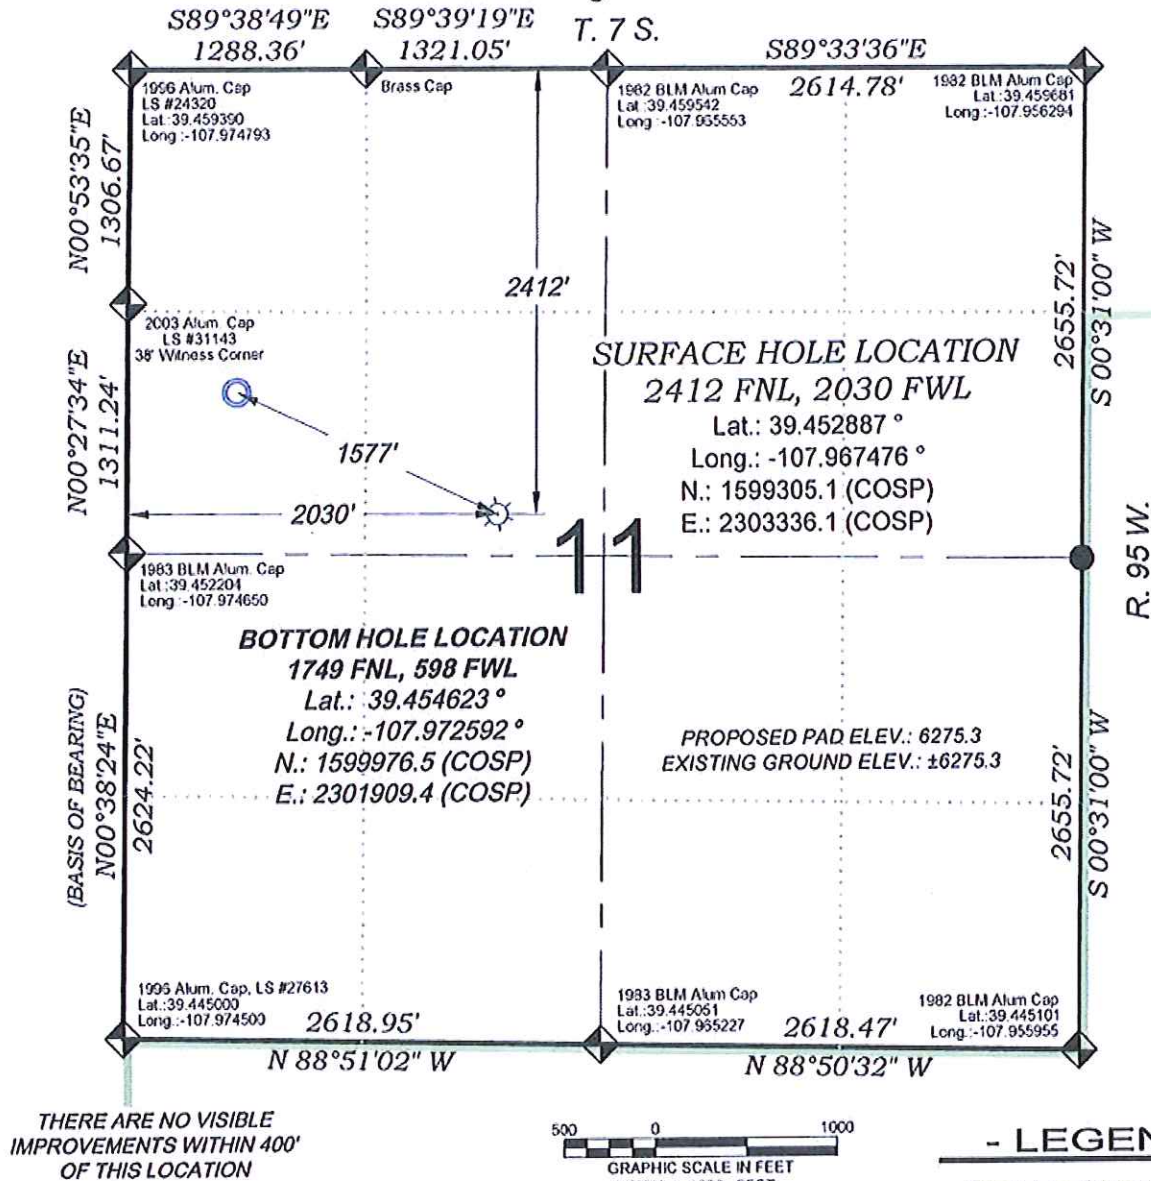 S89°38'49"E
1288.36'
S89°39'19"E
1321.05'
T. 7 S.
S89°33'36"E
2614.78'
1996 Alum. Cap
LS #24320
Lat:39.459390
Long:-107.974793
Brass Cap
1982 BLM Alum Cap
Lat:39.459542
Long:-107.965553
1982 BLM Alum Cap
Lat:39.459681
Long:-107.956294
N00°53'35"E
1306.67'
2412'
2655.72'
S 00°31'00" W
2003 Alum. Cap
LS #31143
38' Witness Corner
SURFACE HOLE LOCATION
2412 FNL, 2030 FWL
Lat.: 39.452887 °
Long.: -107.967476 °
N.: 1599305.1 (COSP)
E.: 2303336.1 (COSP)
N00°27'34"E
1311.24'
1577'
2030'
11
R. 95 W.
1983 BLM Alum. Cap
Lat:39.452204
Long:-107.974650
BOTTOM HOLE LOCATION
1749 FNL, 598 FWL
Lat.: 39.454623 °
Long.: -107.972592 °
N.: 1599976.5 (COSP)
E.: 2301909.4 (COSP)
PROPOSED PAD ELEV.: 6275.3
EXISTING GROUND ELEV.: ±6275.3
(BASIS OF BEARING)
N00°38'24"E
2624.22'
2655.72'
S 00°31'00" W
1996 Alum. Cap, LS #27613
Lat.:39.445000
Long.:-107.974500
2618.95'
N 88°51'02" W
1983 BLM Alum Cap
Lat.:39.445051
Long.:-107.965227
2618.47'
N 88°50'32" W
1982 BLM Alum Cap
Lat.:39.445101
Long.:-107.955955
THERE ARE NO VISIBLE
IMPROVEMENTS WITHIN 400'
OF THIS LOCATION
500 0 1000
GRAPHIC SCALE IN FEET
- LEGEN